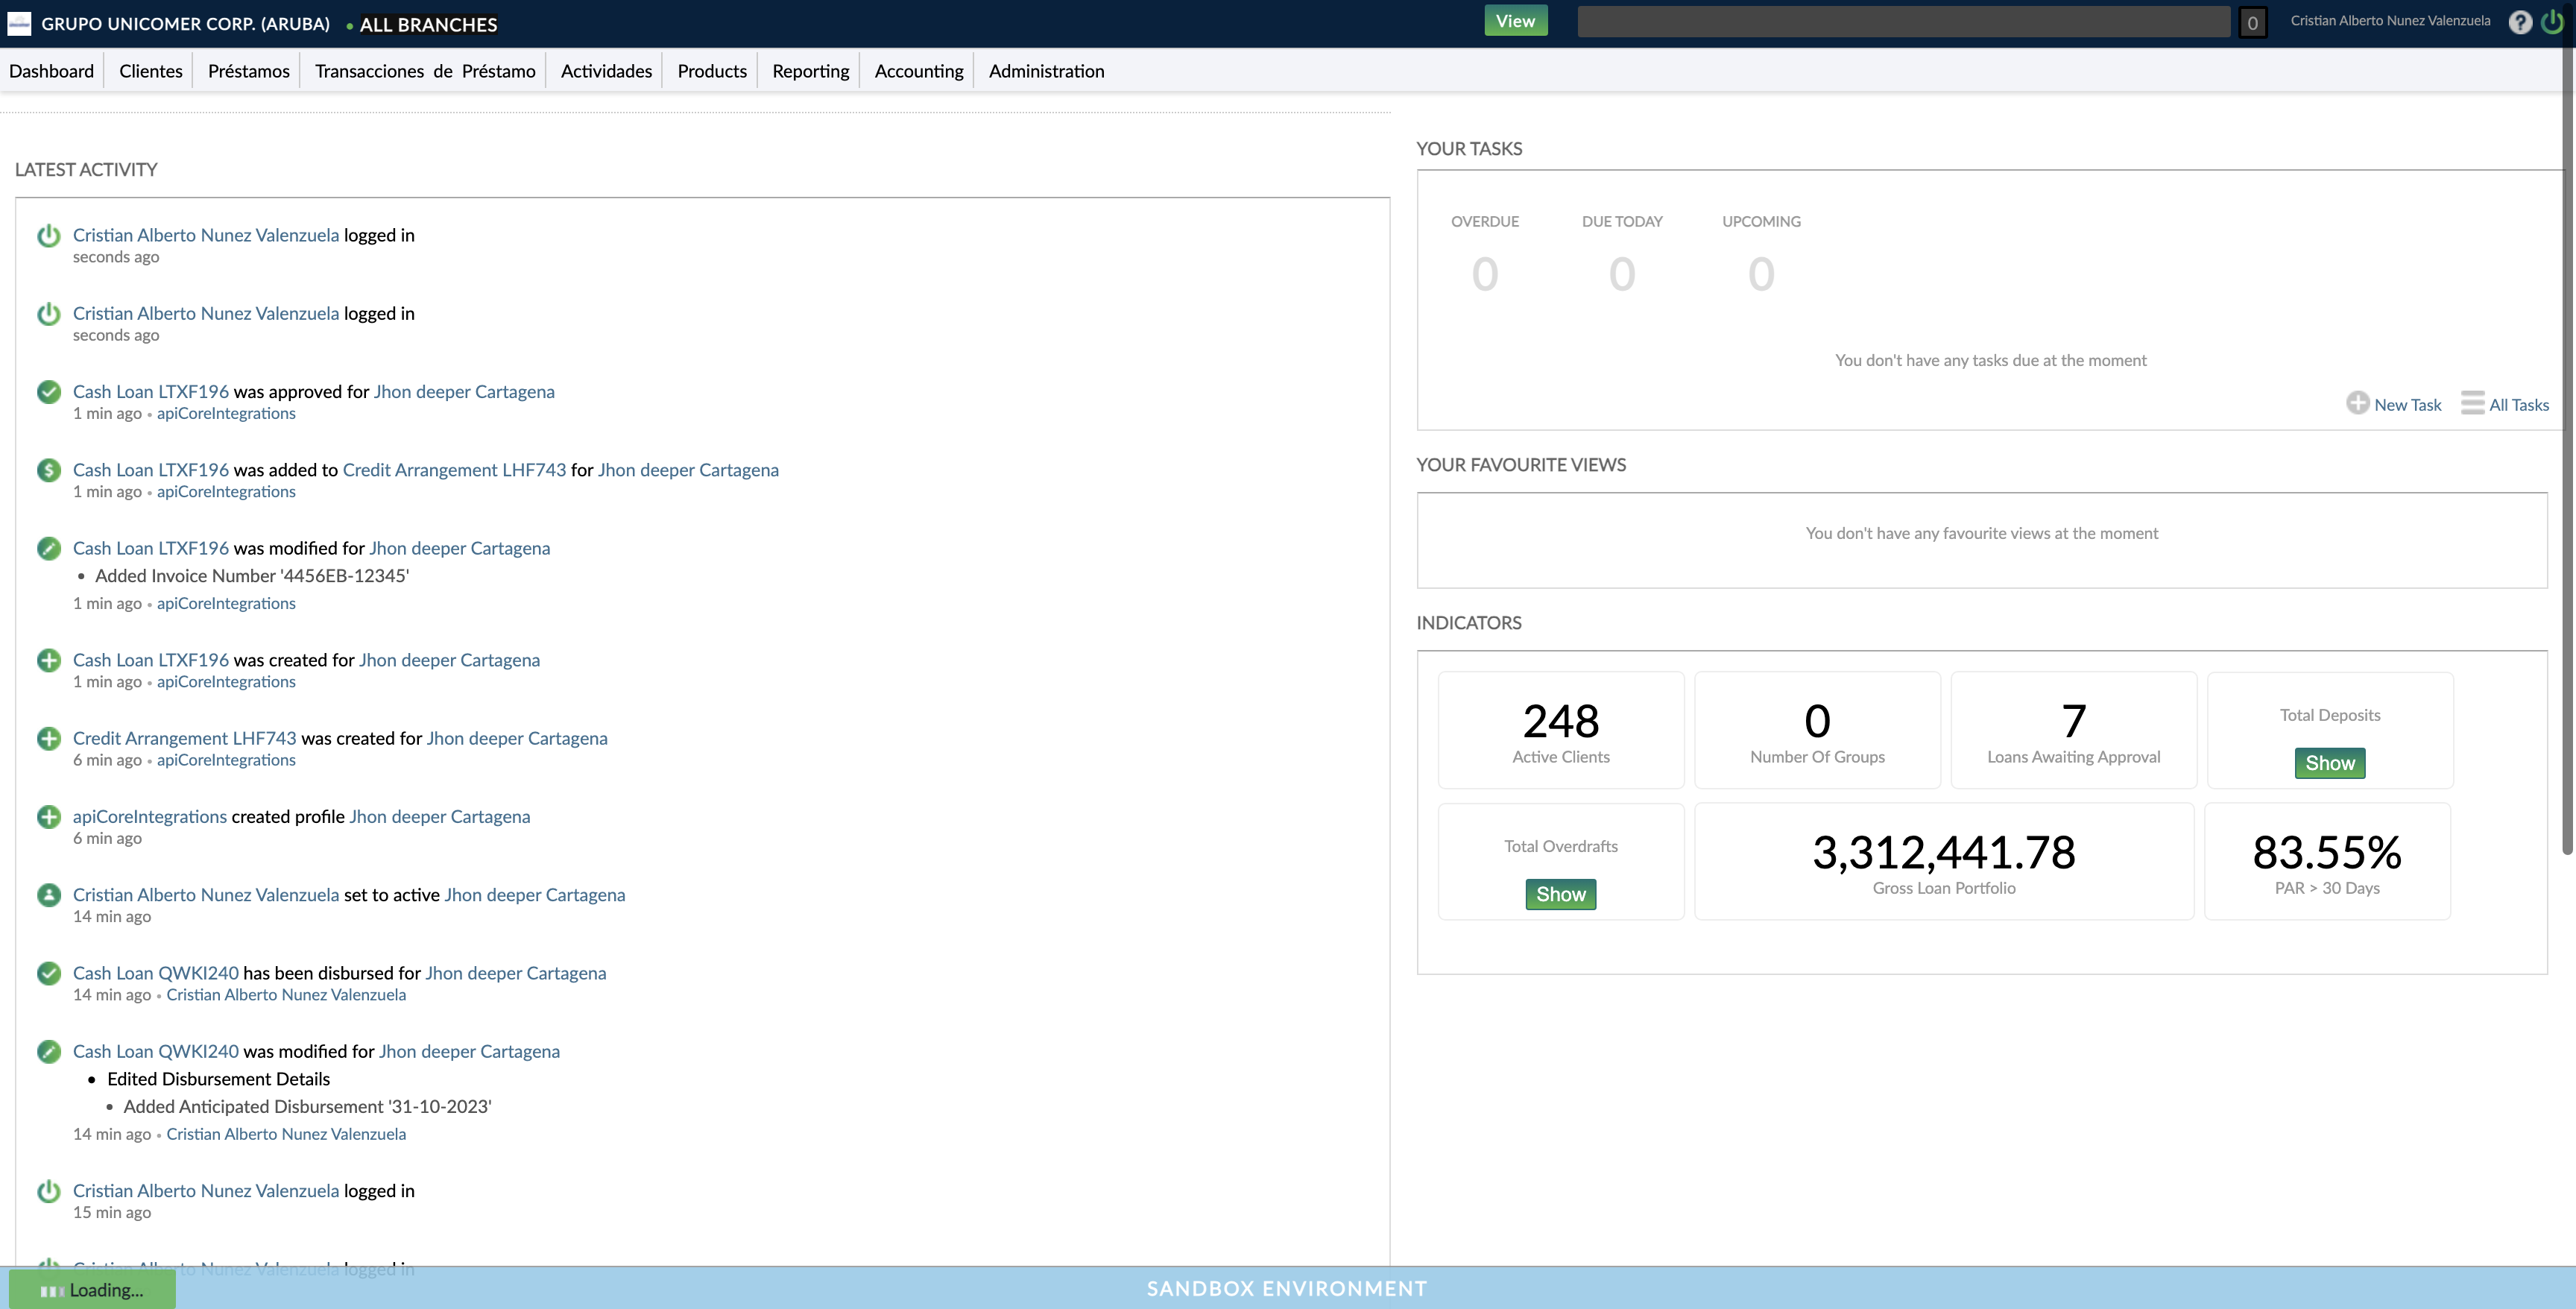 GRUPO UNICOMER CORP. (ARUBA) • ALL BRANCHES
View
0
Cristian Alberto Nunez Valenzuela
?
Dashboard
Clientes
Préstamos
Transacciones de Préstamo
Actividades
Products
Reporting
Accounting
Administration
LATEST ACTIVITY
Cristian Alberto Nunez Valenzuela logged in
seconds ago
Cristian Alberto Nunez Valenzuela logged in
seconds ago
Cash Loan LTXF196 was approved for Jhon deeper Cartagena
1 min ago • apiCoreIntegrations
Cash Loan LTXF196 was added to Credit Arrangement LHF743 for Jhon deeper Cartagena
1 min ago • apiCoreIntegrations
Cash Loan LTXF196 was modified for Jhon deeper Cartagena
• Added Invoice Number '4456EB-12345'
1 min ago • apiCoreIntegrations
Cash Loan LTXF196 was created for Jhon deeper Cartagena
1 min ago • apiCoreIntegrations
Credit Arrangement LHF743 was created for Jhon deeper Cartagena
6 min ago • apiCoreIntegrations
apiCoreIntegrations created profile Jhon deeper Cartagena
6 min ago
Cristian Alberto Nunez Valenzuela set to active Jhon deeper Cartagena
14 min ago
Cash Loan QWKI240 has been disbursed for Jhon deeper Cartagena
14 min ago • Cristian Alberto Nunez Valenzuela
Cash Loan QWKI240 was modified for Jhon deeper Cartagena
• Edited Disbursement Details
• Added Anticipated Disbursement '31-10-2023'
14 min ago • Cristian Alberto Nunez Valenzuela
Cristian Alberto Nunez Valenzuela logged in
15 min ago
Cristian Alberto Nunez Valenzuela logged in
YOUR TASKS
OVERDUE
DUE TODAY
UPCOMING
0
0
0
You don't have any tasks due at the moment
New Task
All Tasks
YOUR FAVOURITE VIEWS
You don't have any favourite views at the moment
INDICATORS
248
Active Clients
0
Number Of Groups
7
Loans Awaiting Approval
Total Deposits
Show
Total Overdrafts
Show
3,312,441.78
Gross Loan Portfolio
83.55%
PAR > 30 Days
Loading...
SANDBOX ENVIRONMENT